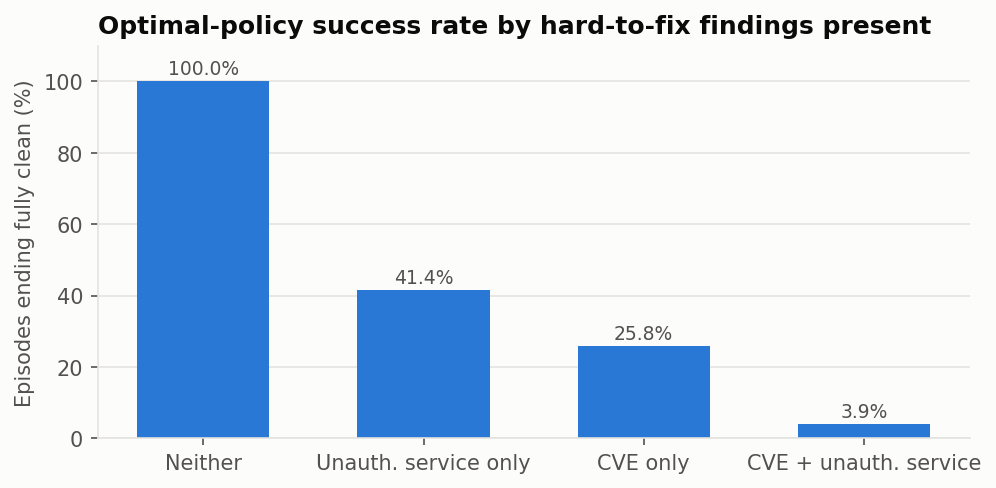 Optimal-policy success rate by hard-to-fix findings present
Episodes ending fully clean (%)
100
80
60
40
20
0
100.0%
41.4%
25.8%
3.9%
Neither
Unauth. service only
CVE only
CVE + unauth. service